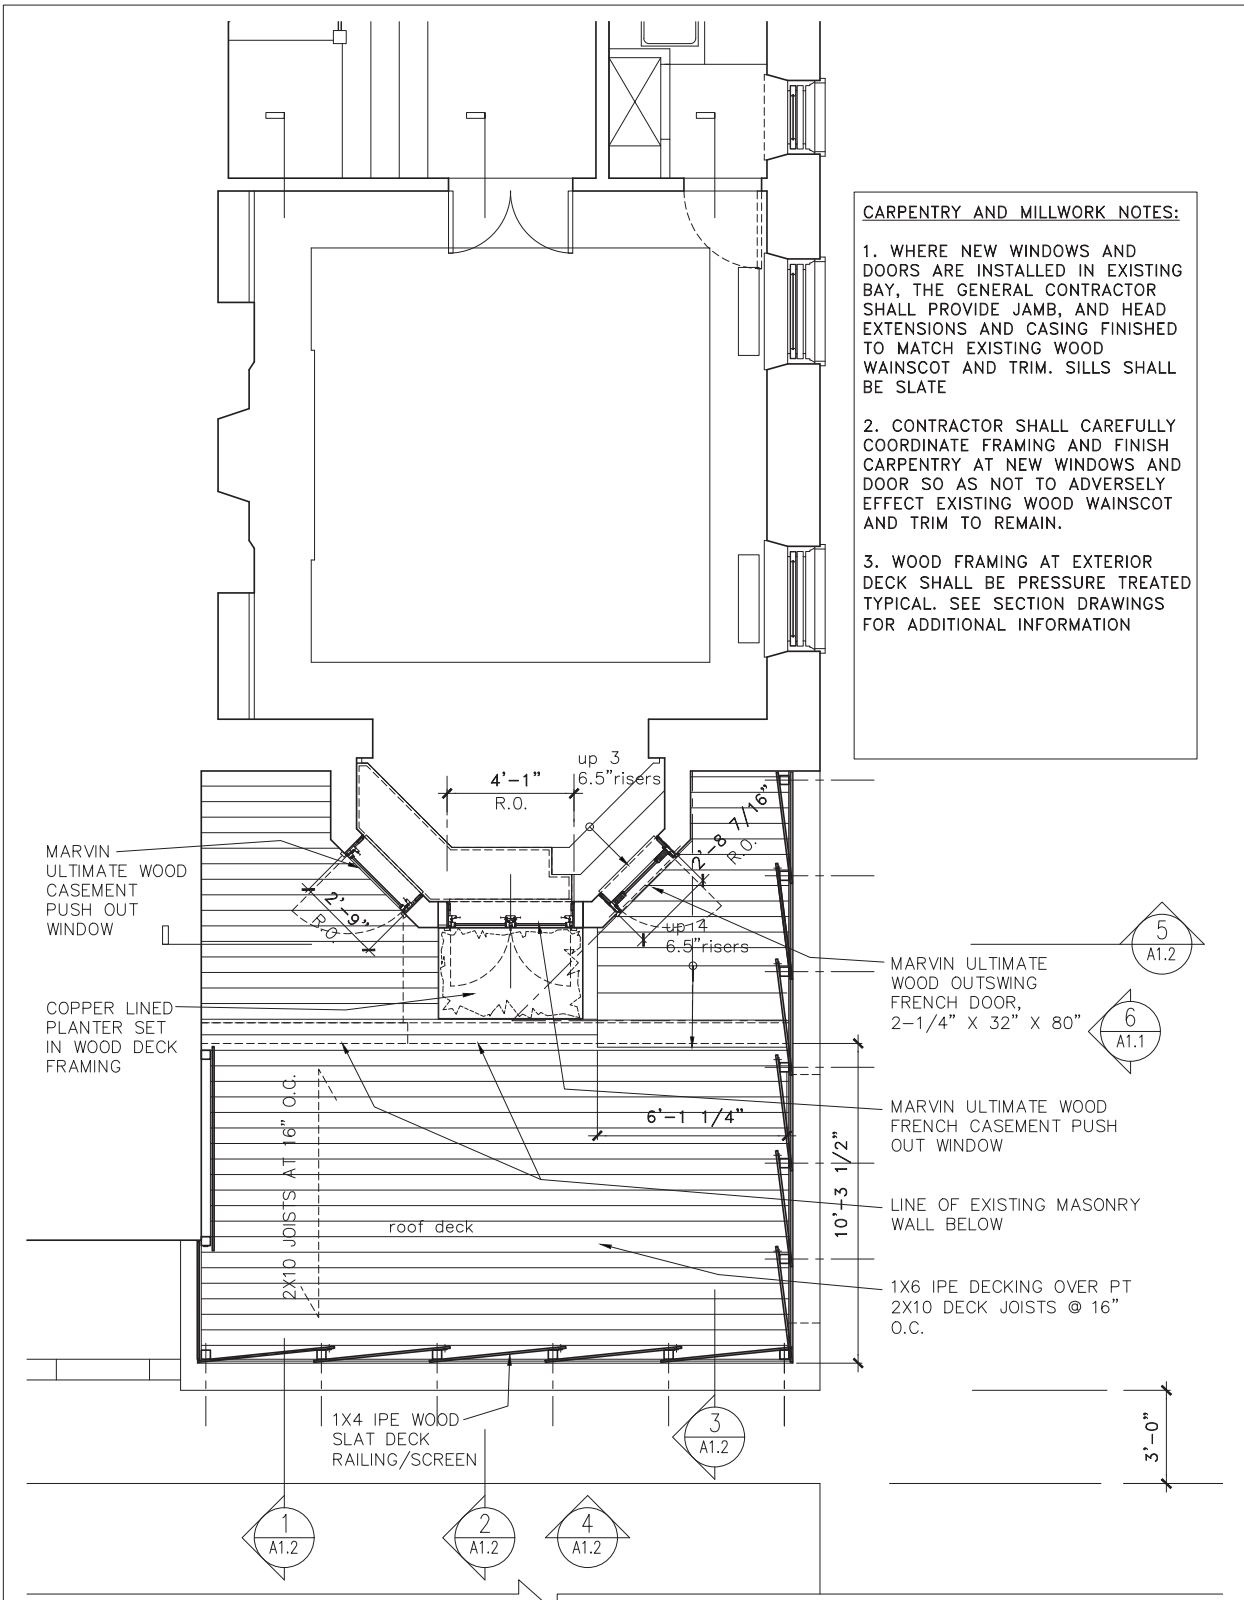 CARPENTRY AND MILLWORK NOTES:
1. WHERE NEW WINDOWS AND
DOORS ARE INSTALLED IN EXISTING
BAY, THE GENERAL CONTRACTOR
SHALL PROVIDE JAMB, AND HEAD
EXTENSIONS AND CASING FINISHED
TO MATCH EXISTING WOOD
WAINSCOT AND TRIM. SILLS SHALL
BE SLATE
2. CONTRACTOR SHALL CAREFULLY
COORDINATE FRAMING AND FINISH
CARPENTRY AT NEW WINDOWS AND
DOOR SO AS NOT TO ADVERSELY
EFFECT EXISTING WOOD WAINSCOT
AND TRIM TO REMAIN.
3. WOOD FRAMING AT EXTERIOR
DECK SHALL BE PRESSURE TREATED
TYPICAL. SEE SECTION DRAWINGS
FOR ADDITIONAL INFORMATION
up 3
6.5"risers
4'-1"
R.O.
2'-8 7/16"
R.O.
MARVIN
ULTIMATE WOOD
CASEMENT
PUSH OUT
WINDOW
2'-9"
R.O.
up 4
6.5"risers
COPPER LINED
PLANTER SET
IN WOOD DECK
FRAMING
MARVIN ULTIMATE
WOOD OUTSWING
FRENCH DOOR,
2-1/4" X 32" X 80"
5
A1.2
6
A1.1
MARVIN ULTIMATE WOOD
FRENCH CASEMENT PUSH
OUT WINDOW
6'-1 1/4"
10'-3 1/2"
2X10 JOISTS AT 16" O.C.
roof deck
LINE OF EXISTING MASONRY
WALL BELOW
1X6 IPE DECKING OVER PT
2X10 DECK JOISTS @ 16"
O.C.
1X4 IPE WOOD
SLAT DECK
RAILING/SCREEN
3
A1.2
3'-0"
1
A1.2
2
A1.2
4
A1.2